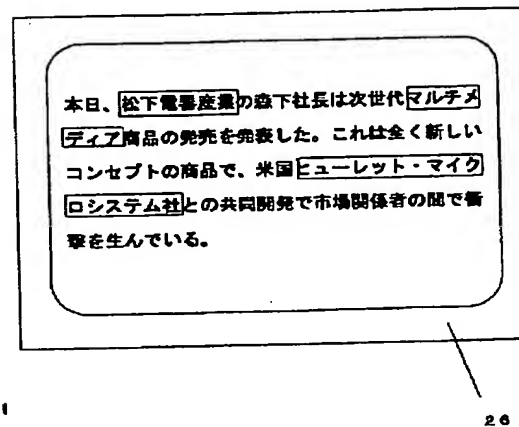 本日、松下電器産業の森下社長は次世代マルチメ
ディア商品の発売を発表した。これは全く新しい
コンセプトの商品で、米国ヒューレット・マイク
ロシステム社との共同開発で市場関係者の間で衝
撃を生んでいる。
26